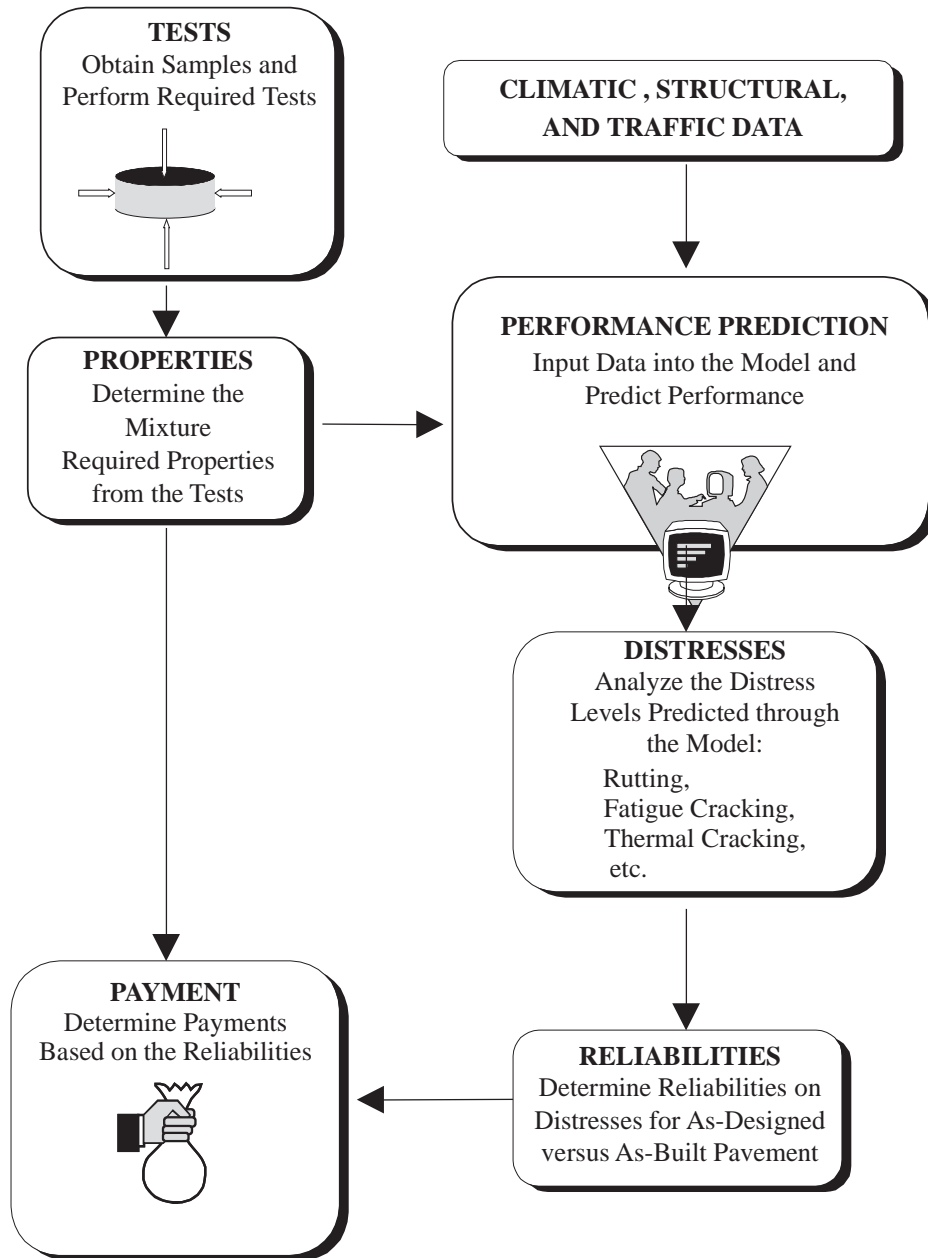 TESTS
Obtain Samples and
Perform Required Tests
CLIMATIC , STRUCTURAL,
AND TRAFFIC DATA
PROPERTIES
Determine the
Mixture
Required Properties
from the Tests
PERFORMANCE PREDICTION
Input Data into the Model and
Predict Performance
DISTRESSES
Analyze the Distress
Levels Predicted through
the Model:
Rutting,
Fatigue Cracking,
Thermal Cracking,
etc.
PAYMENT
Determine Payments
Based on the Reliabilities
RELIABILITIES
Determine Reliabilities on
Distresses for As-Designed
versus As-Built Pavement